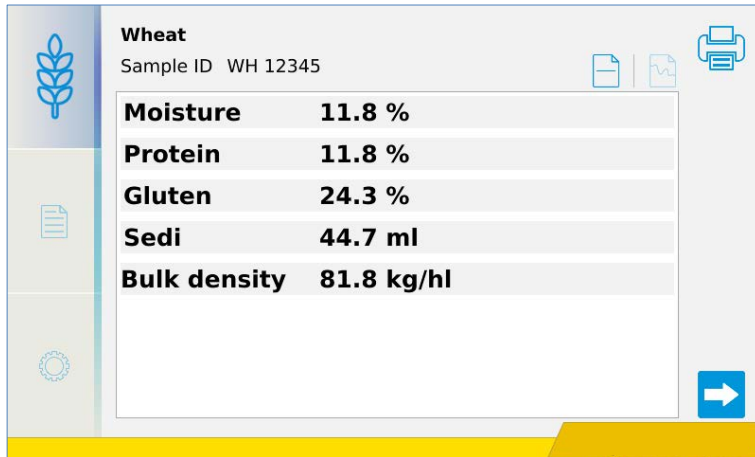 Wheat
Sample ID WH 12345
Moisture 11.8 %
Protein 11.8 %
Gluten 24.3 %
Sedi 44.7 ml
Bulk density 81.8 kg/hl